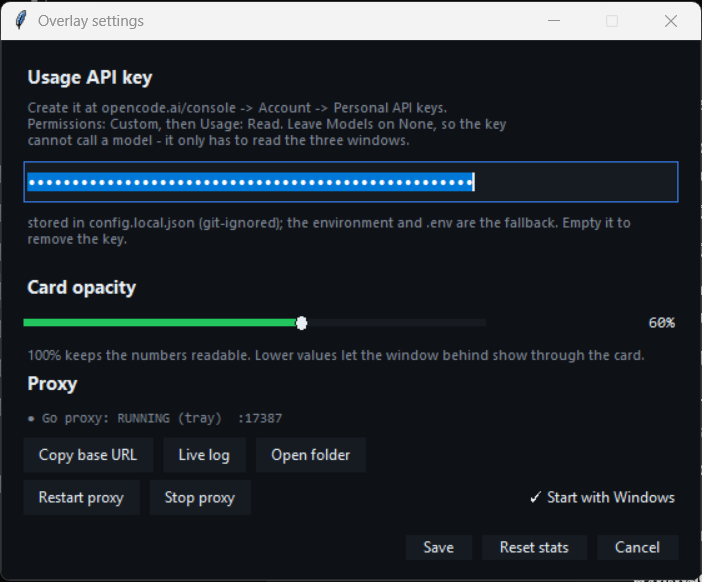 Overlay settings
Usage API key
Create it at opencode.ai/console -> Account -> Personal API keys.
Permissions: Custom, then Usage: Read. Leave Models on None, so the key
cannot call a model - it only has to read the three windows.
stored in config.local.json (git-ignored); the environment and .env are the fallback. Empty it to
remove the key.
Card opacity
60%
100% keeps the numbers readable. Lower values let the window behind show through the card.
Proxy
● Go proxy: RUNNING (tray)  :17387
Copy base URL
Live log
Open folder
Restart proxy
Stop proxy
✓ Start with Windows
Save
Reset stats
Cancel